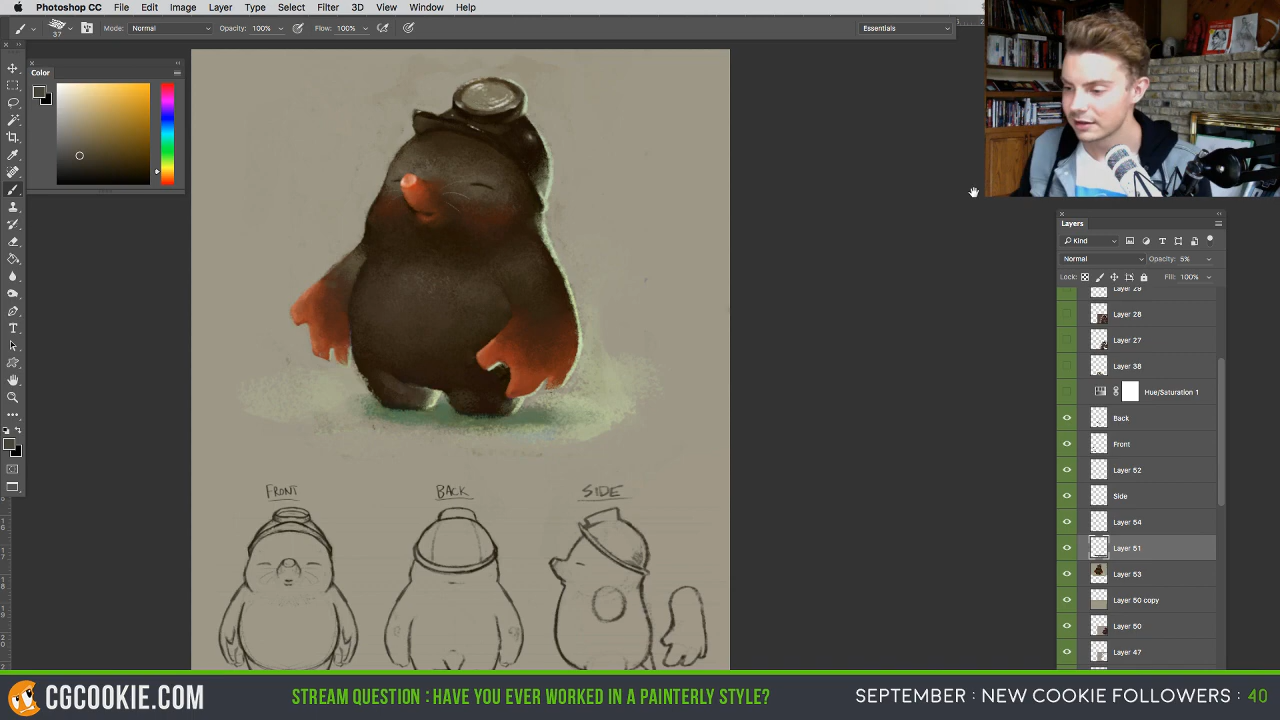 Photoshop CC File Edit Image Layer Type Select Filter 3D View Window Help
37 Mode: Normal Opacity: 100% Flow: 100% Essentials
Color
Layers
Kind
Normal Opacity: 5%
Lock: Fill: 100%
Layer 29
Layer 28
Layer 27
Layer 38
Hue/Saturation 1
Back
Front
Layer 52
Side
Layer 54
Layer 51
Layer 53
Layer 50 copy
Layer 50
Layer 47
FRONT BACK SIDE
CGCOOKIE.COM STREAM QUESTION : HAVE YOU EVER WORKED IN A PAINTERLY STYLE? SEPTEMBER : NEW COOKIE FOLLOWERS : 40